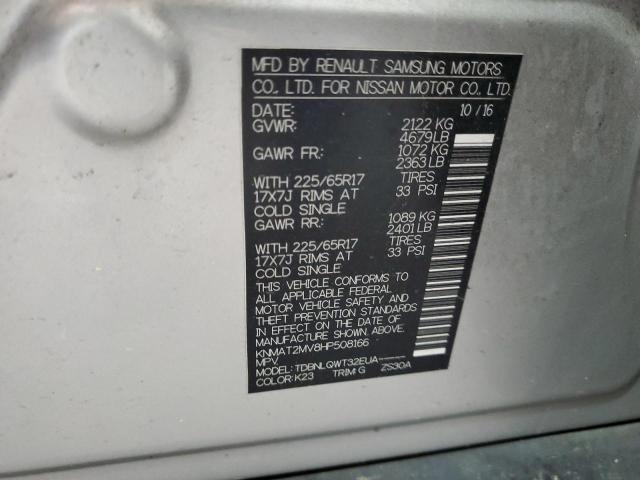 MFD BY RENAULT SAMSUNG MOTORS
CO., LTD. FOR NISSAN MOTOR CO., LTD.
DATE: 10/16
GVWR: 2122 KG
4679LB
GAWR FR: 1072 KG
2363LB
WITH 225/65R17 TIRES
17X7J RIMS AT 33 PSI
COLD SINGLE
GAWR RR: 1089 KG
2401LB
WITH 225/65R17 TIRES
17X7J RIMS AT 33 PSI
COLD SINGLE
THIS VEHICLE CONFORMS TO
ALL APPLICABLE FEDERAL
MOTOR VEHICLE SAFETY AND
THEFT PREVENTION STANDARDS
IN EFFECT ON THE DATE OF
MANUFACTURE SHOWN ABOVE.
KNMAT2MV8HP508166
MPV
MODEL: TDBNLQWT32EUA-----
COLOR:K23 TRIM:G ZS30A